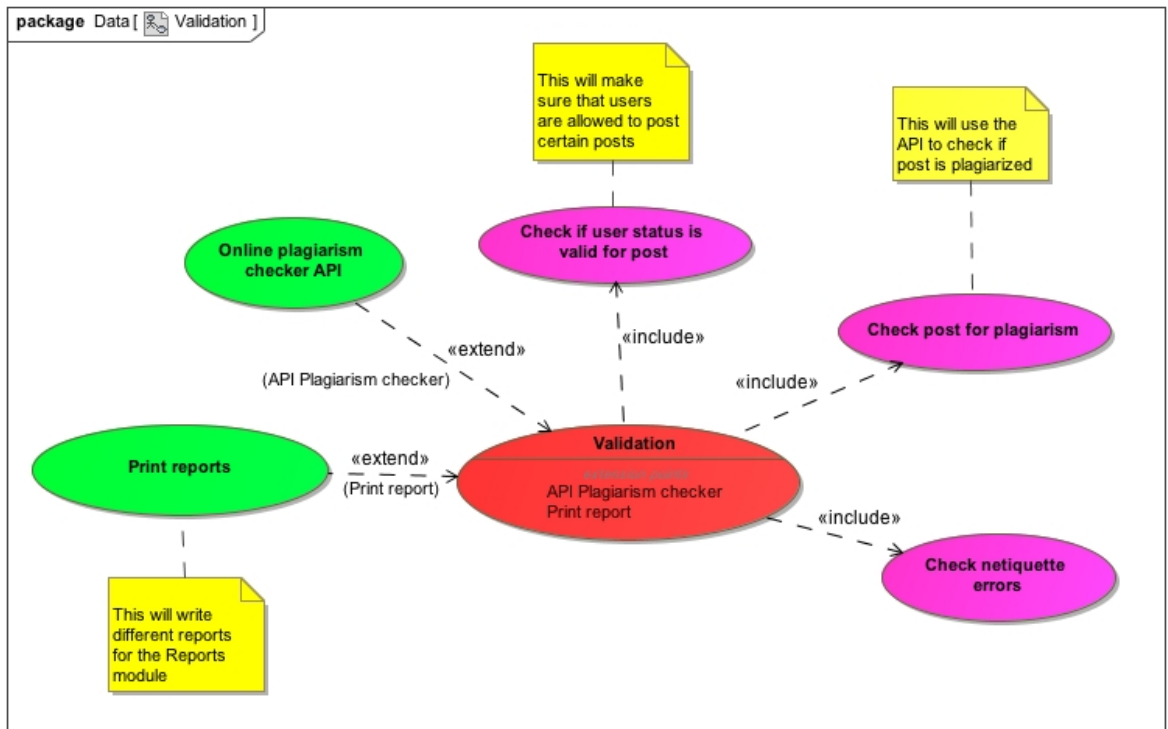 package Data [ Validation ]
This will make
sure that users
are allowed to post
certain posts
This will use the
API to check if
post is plagiarized
Check if user status is
valid for post
Online plagiarism
checker API
Check post for plagiarism
«extend»
(API Plagiarism checker)
«include»
«include»
Validation
extension points
API Plagiarism checker
Print report
Print reports
«extend»
(Print report)
«include»
Check netiquette
errors
This will write
different reports
for the Reports
module